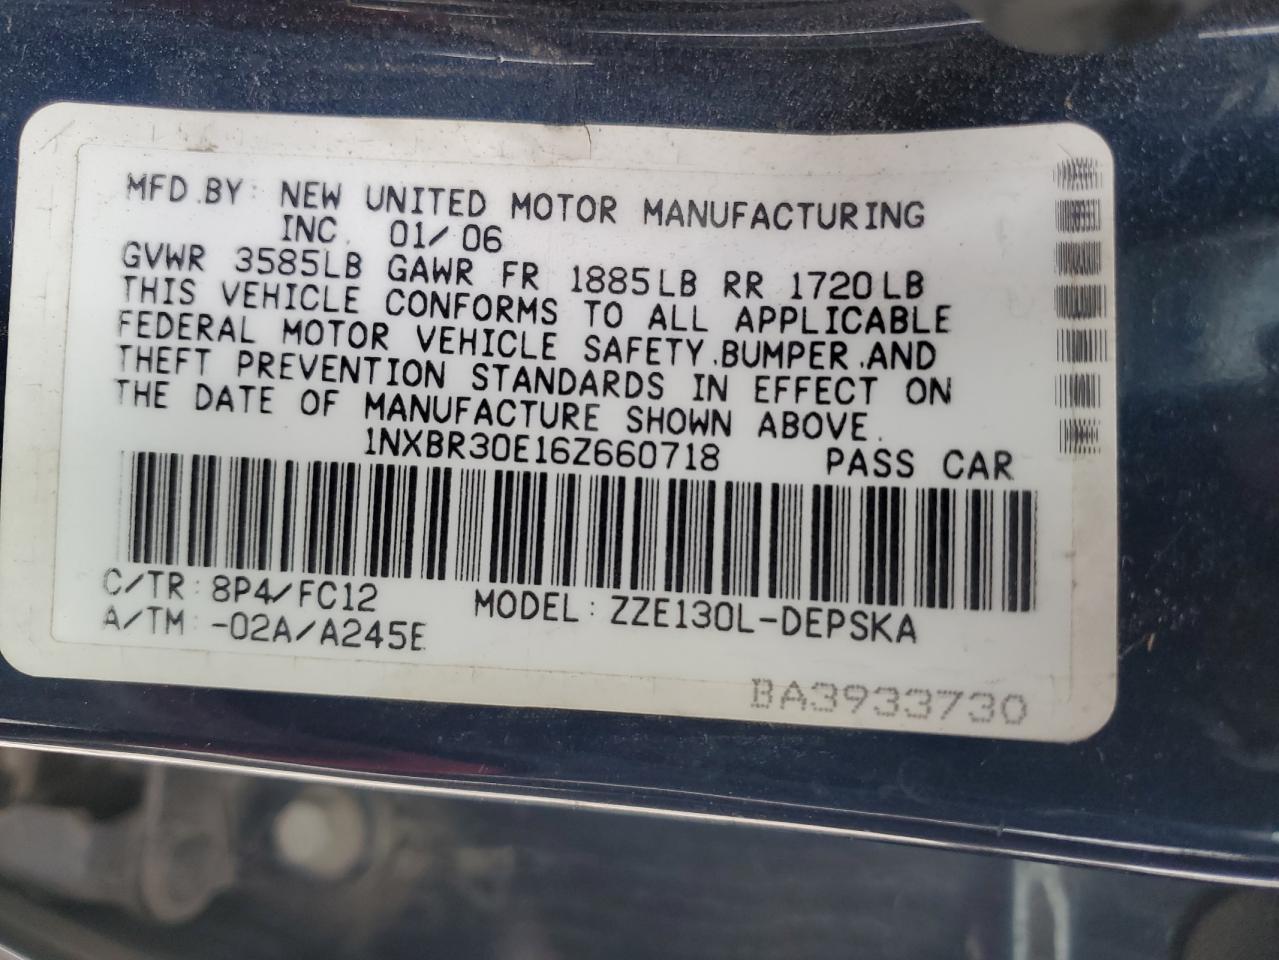 MFD.BY: NEW UNITED MOTOR MANUFACTURING
INC. 01/06
GVWR 3585LB GAWR FR 1885LB RR 1720LB
THIS VEHICLE CONFORMS TO ALL APPLICABLE
FEDERAL MOTOR VEHICLE SAFETY,BUMPER,AND
THEFT PREVENTION STANDARDS IN EFFECT ON
THE DATE OF MANUFACTURE SHOWN ABOVE.
1NXBR30E16Z660718 PASS CAR
C/TR: 8P4/FC12 MODEL: ZZE130L-DEPSKA
A/TM: -02A/A245E
BA3933730